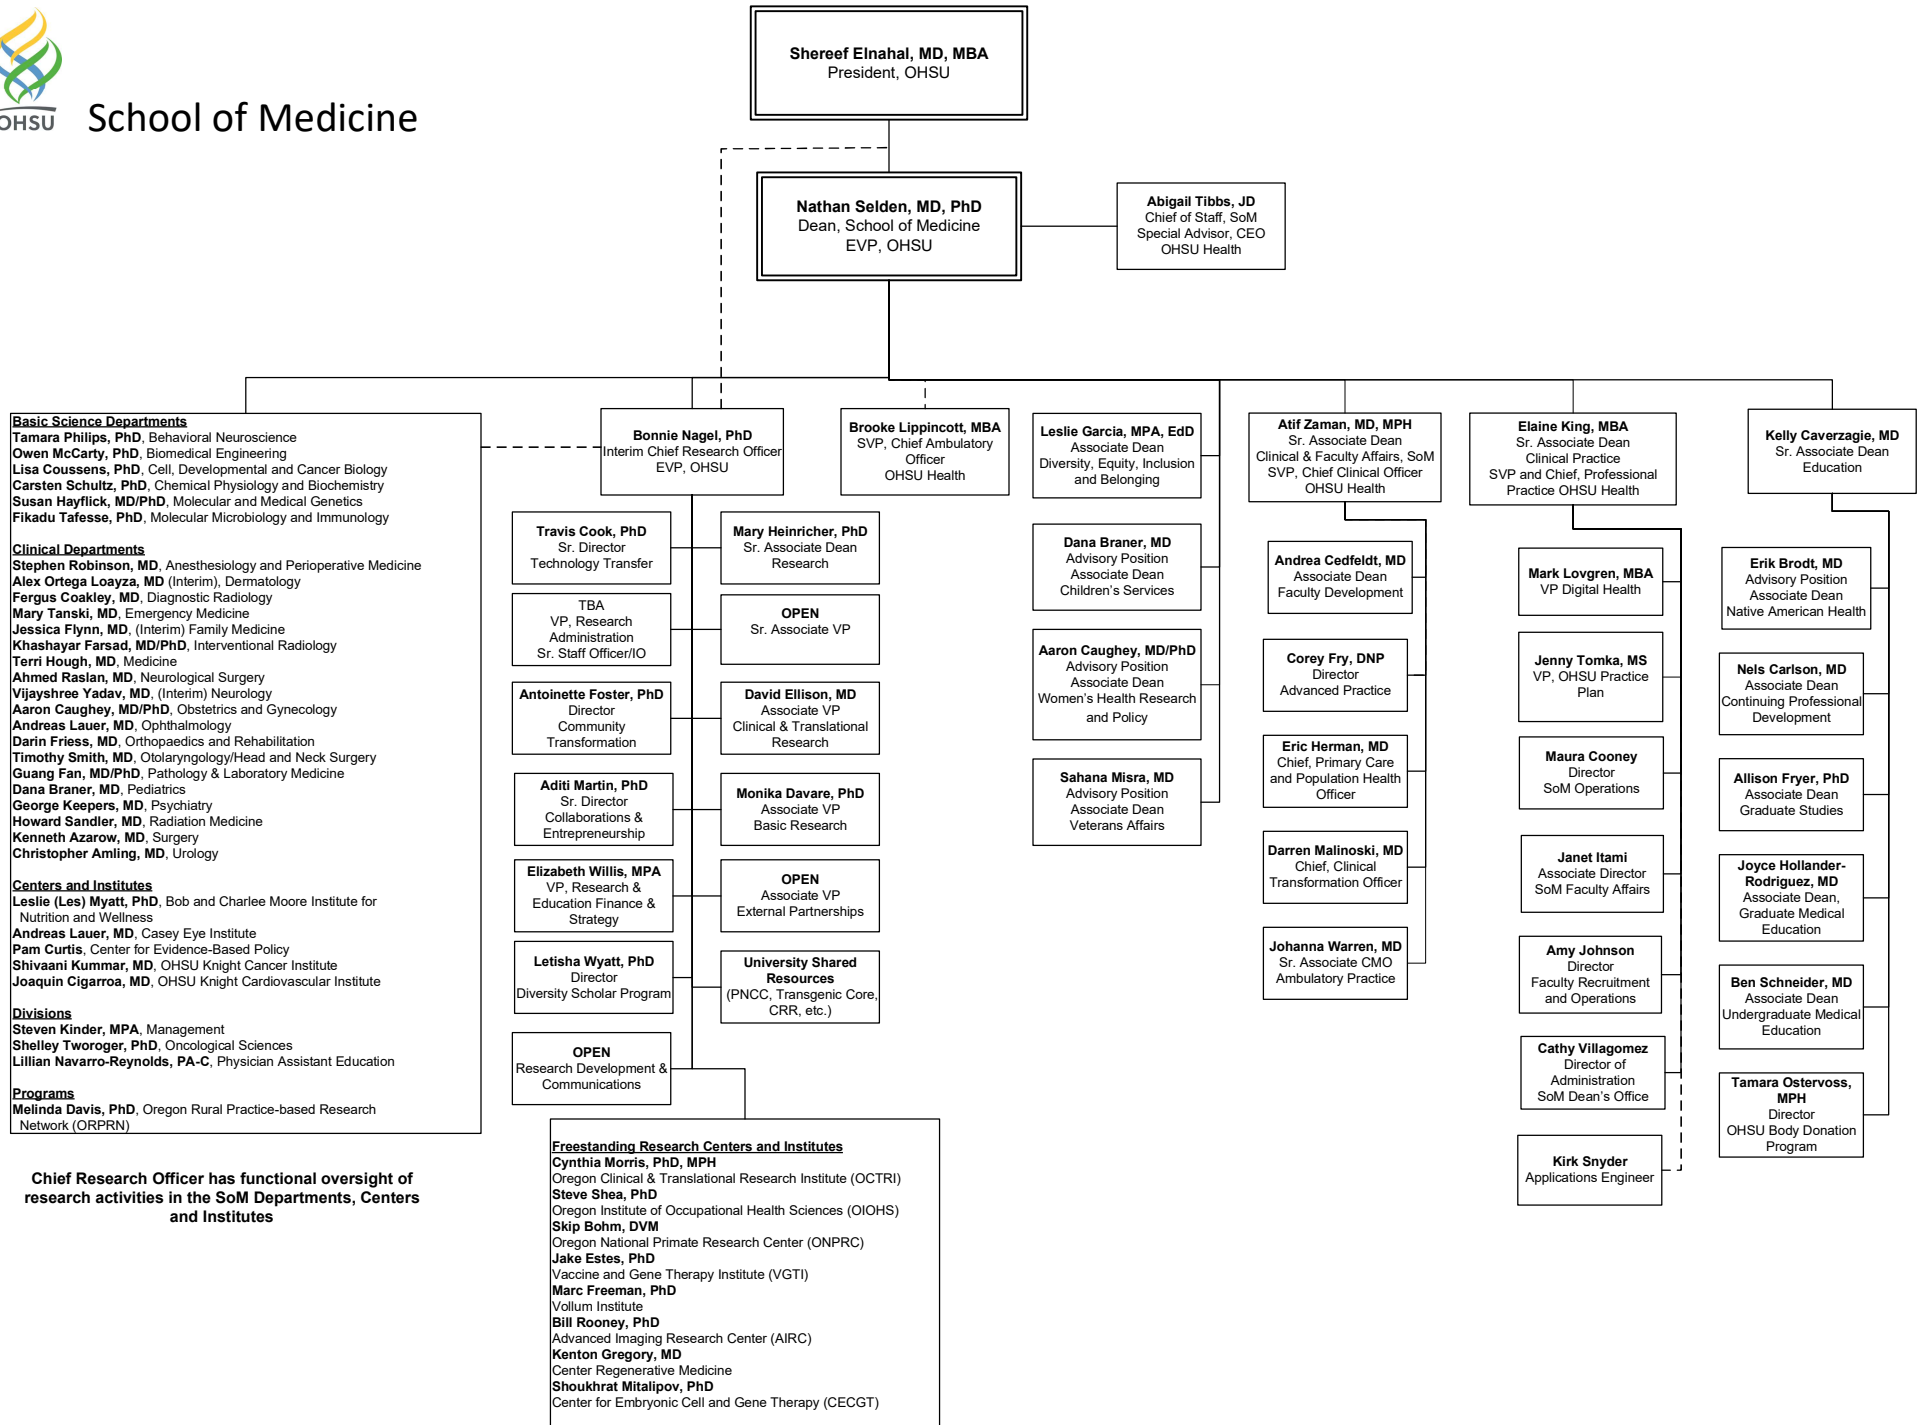 OHSU
School of Medicine
Shereef Elnahal, MD, MBA
President, OHSU
Nathan Selden, MD, PhD
Dean, School of Medicine
EVP, OHSU
Abigail Tibbs, JD
Chief of Staff, SoM
Special Advisor, CEO
OHSU Health
Basic Science Departments
Tamara Philips, PhD, Behavioral Neuroscience
Owen McCarty, PhD, Biomedical Engineering
Lisa Coussens, PhD, Cell, Developmental and Cancer Biology
Carsten Schultz, PhD, Chemical Physiology and Biochemistry
Susan Hayflick, MD/PhD, Molecular and Medical Genetics
Fikadu Tafesse, PhD, Molecular Microbiology and Immunology
Clinical Departments
Stephen Robinson, MD, Anesthesiology and Perioperative Medicine
Alex Ortega Loayza, MD (Interim), Dermatology
Fergus Coakley, MD, Diagnostic Radiology
Mary Tanski, MD, Emergency Medicine
Jessica Flynn, MD, (Interim) Family Medicine
Khashayar Farsad, MD/PhD, Interventional Radiology
Terri Hough, MD, Medicine
Ahmed Raslan, MD, Neurological Surgery
Vijayshree Yadav, MD, (Interim) Neurology
Aaron Caughey, MD/PhD, Obstetrics and Gynecology
Andreas Lauer, MD, Ophthalmology
Darin Friess, MD, Orthopaedics and Rehabilitation
Timothy Smith, MD, Otolaryngology/Head and Neck Surgery
Guang Fan, MD/PhD, Pathology & Laboratory Medicine
Dana Braner, MD, Pediatrics
George Keepers, MD, Psychiatry
Howard Sandler, MD, Radiation Medicine
Kenneth Azarow, MD, Surgery
Christopher Amling, MD, Urology
Centers and Institutes
Leslie (Les) Myatt, PhD, Bob and Charlee Moore Institute for
Nutrition and Wellness
Andreas Lauer, MD, Casey Eye Institute
Pam Curtis, Center for Evidence-Based Policy
Shivaani Kummar, MD, OHSU Knight Cancer Institute
Joaquin Cigarroa, MD, OHSU Knight Cardiovascular Institute
Divisions
Steven Kinder, MPA, Management
Shelley Tworoger, PhD, Oncological Sciences
Lillian Navarro-Reynolds, PA-C, Physician Assistant Education
Programs
Melinda Davis, PhD, Oregon Rural Practice-based Research
Network (ORPRN)
Chief Research Officer has functional oversight of
research activities in the SoM Departments, Centers
and Institutes
Bonnie Nagel, PhD
Interim Chief Research Officer
EVP, OHSU
Travis Cook, PhD
Sr. Director
Technology Transfer
Mary Heinricher, PhD
Sr. Associate Dean
Research
TBA
VP, Research
Administration
Sr. Staff Officer/IO
OPEN
Sr. Associate VP
Antoinette Foster, PhD
Director
Community
Transformation
David Ellison, MD
Associate VP
Clinical & Translational
Research
Aditi Martin, PhD
Sr. Director
Collaborations &
Entrepreneurship
Monika Davare, PhD
Associate VP
Basic Research
Elizabeth Willis, MPA
VP, Research &
Education Finance &
Strategy
OPEN
Associate VP
External Partnerships
Letisha Wyatt, PhD
Director
Diversity Scholar Program
University Shared
Resources
(PNCC, Transgenic Core,
CRR, etc.)
OPEN
Research Development &
Communications
Freestanding Research Centers and Institutes
Cynthia Morris, PhD, MPH
Oregon Clinical & Translational Research Institute (OCTRI)
Steve Shea, PhD
Oregon Institute of Occupational Health Sciences (OIOHS)
Skip Bohm, DVM
Oregon National Primate Research Center (ONPRC)
Jake Estes, PhD
Vaccine and Gene Therapy Institute (VGTI)
Marc Freeman, PhD
Vollum Institute
Bill Rooney, PhD
Advanced Imaging Research Center (AIRC)
Kenton Gregory, MD
Center Regenerative Medicine
Shoukhrat Mitalipov, PhD
Center for Embryonic Cell and Gene Therapy (CECGT)
Brooke Lippincott, MBA
SVP, Chief Ambulatory
Officer
OHSU Health
Leslie Garcia, MPA, EdD
Associate Dean
Diversity, Equity, Inclusion
and Belonging
Dana Braner, MD
Advisory Position
Associate Dean
Children's Services
Aaron Caughey, MD/PhD
Advisory Position
Associate Dean
Women's Health Research
and Policy
Sahana Misra, MD
Advisory Position
Associate Dean
Veterans Affairs
Atif Zaman, MD, MPH
Sr. Associate Dean
Clinical & Faculty Affairs, SoM
SVP, Chief Clinical Officer
OHSU Health
Andrea Cedfeldt, MD
Associate Dean
Faculty Development
Corey Fry, DNP
Director
Advanced Practice
Eric Herman, MD
Chief, Primary Care
and Population Health
Officer
Darren Malinoski, MD
Chief, Clinical
Transformation Officer
Johanna Warren, MD
Sr. Associate CMO
Ambulatory Practice
Elaine King, MBA
Sr. Associate Dean
Clinical Practice
SVP and Chief, Professional
Practice OHSU Health
Mark Lovgren, MBA
VP Digital Health
Jenny Tomka, MS
VP, OHSU Practice
Plan
Maura Cooney
Director
SoM Operations
Janet Itami
Associate Director
SoM Faculty Affairs
Amy Johnson
Director
Faculty Recruitment
and Operations
Cathy Villagomez
Director of
Administration
SoM Dean's Office
Kirk Snyder
Applications Engineer
Kelly Caverzagie, MD
Sr. Associate Dean
Education
Erik Brodt, MD
Advisory Position
Associate Dean
Native American Health
Nels Carlson, MD
Associate Dean
Continuing Professional
Development
Allison Fryer, PhD
Associate Dean
Graduate Studies
Joyce Hollander-
Rodriguez, MD
Associate Dean,
Graduate Medical
Education
Ben Schneider, MD
Associate Dean
Undergraduate Medical
Education
Tamara Ostervoss,
MPH
Director
OHSU Body Donation
Program